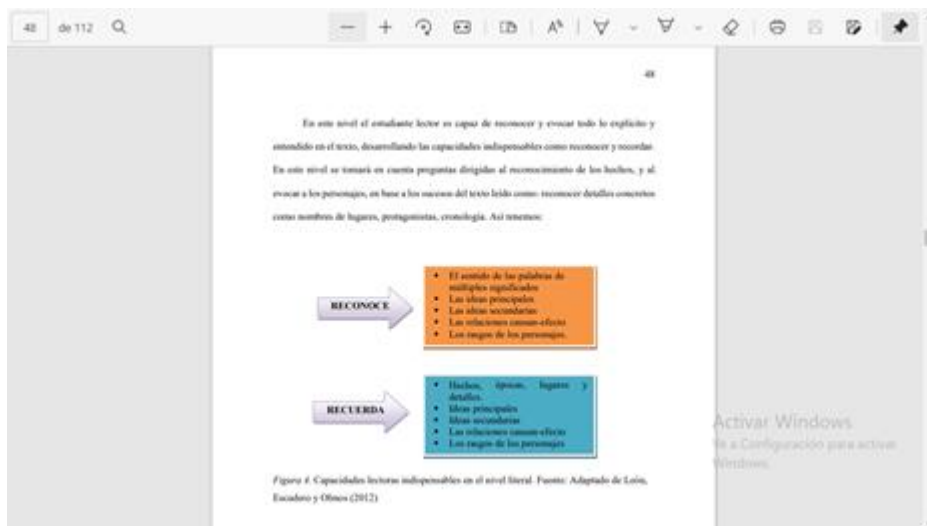 48 de 112
48
En este nivel el estudiante lector es capaz de reconocer y evocar todo lo explícito y
entendido en el texto, desarrollando las capacidades indispensables como reconocer y recordar.
En este nivel se tomará en cuenta preguntas dirigidas al reconocimiento de los hechos, y al
evocar a los personajes, en base a los sucesos del texto leído como: reconocer detalles concretos
como nombres de lugares, protagonistas, cronología. Así tenemos:
RECONOCE
• El sentido de las palabras de
múltiples significados
• Las ideas principales
• Las ideas secundarias
• Las relaciones causan-efecto
• Los rasgos de los personajes.
RECUERDA
• Hechos, épocas, lugares y
detalles.
• Ideas principales
• Ideas secundarias
• Las relaciones causan-efecto
• Los rasgos de los personajes
Figura 4. Capacidades lectoras indispensables en el nivel literal. Fuente: Adaptado de León,
Escudero y Olmos (2012)
Activar Windows
Ve a Configuración para activar
Windows.